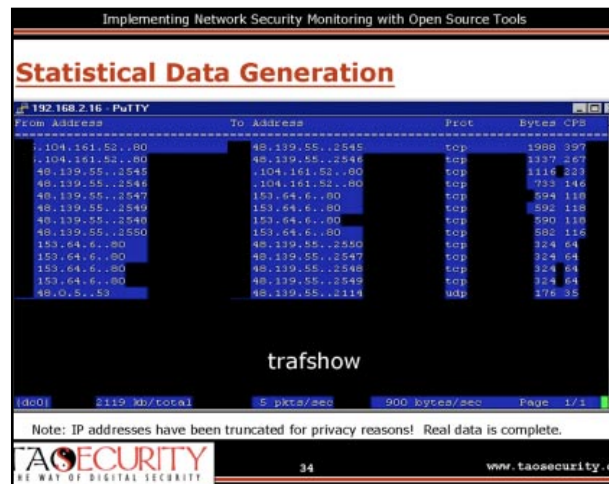 Implementing Network Security Monitoring with Open Source Tools
Statistical Data Generation
192.168.2.16 - PuTTY
From Address To Address Prot Bytes CPS
.104.161.52..80 48.139.55..2545 tcp 1988 397
.104.161.52..80 48.139.55..2546 tcp 1337 267
48.139.55..2545 .104.161.52..80 tcp 1116 223
48.139.55..2546 .104.161.52..80 tcp 733 146
48.139.55..2547 153.64.6..80 tcp 594 118
48.139.55..2549 153.64.6..80 tcp 592 118
48.139.55..2548 153.64.6..80 tcp 590 118
48.139.55..2550 153.64.6..80 tcp 582 116
153.64.6..80 48.139.55..2550 tcp 324 64
153.64.6..80 48.139.55..2547 tcp 324 64
153.64.6..80 48.139.55..2548 tcp 324 64
153.64.6..80 48.139.55..2549 tcp 324 64
48.0.5..53 48.139.55..2114 udp 176 35
trafshow
(dc0) 2119 kb/total 5 pkts/sec 900 bytes/sec Page 1/1
Note: IP addresses have been truncated for privacy reasons! Real data is complete.
TAOSECURITY
THE WAY OF DIGITAL SECURITY
34
www.taosecurity.